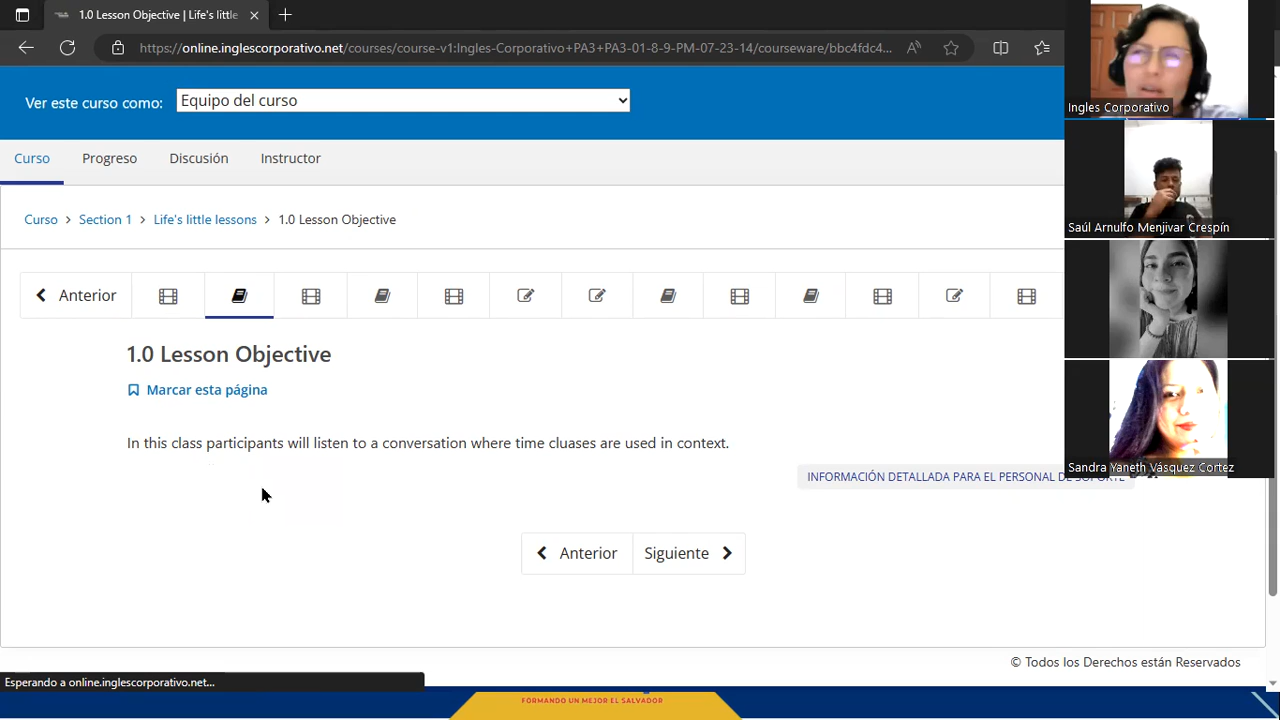 1.0 Lesson Objective | Life's little
https://online.inglescorporativo.net/courses/course-v1:Ingles-Corporativo+PA3+PA3-01-8-9-PM-07-23-14/courseware/bbc4fdc4...
Ver este curso como:
Equipo del curso
Curso
Progreso
Discusión
Instructor
Curso > Section 1 > Life's little lessons > 1.0 Lesson Objective
Anterior
1.0 Lesson Objective
Marcar esta página
In this class participants will listen to a conversation where time cluases are used in context.
INFORMACIÓN DETALLADA PARA EL PERSONAL DE SOPORTE
Anterior
Siguiente
© Todos los Derechos están Reservados
Esperando a online.inglescorporativo.net...
FORMANDO UN MEJOR EL SALVADOR
Ingles Corporativo
Saúl Arnulfo Menjivar Crespín
Sandra Yaneth Vásquez Cortez